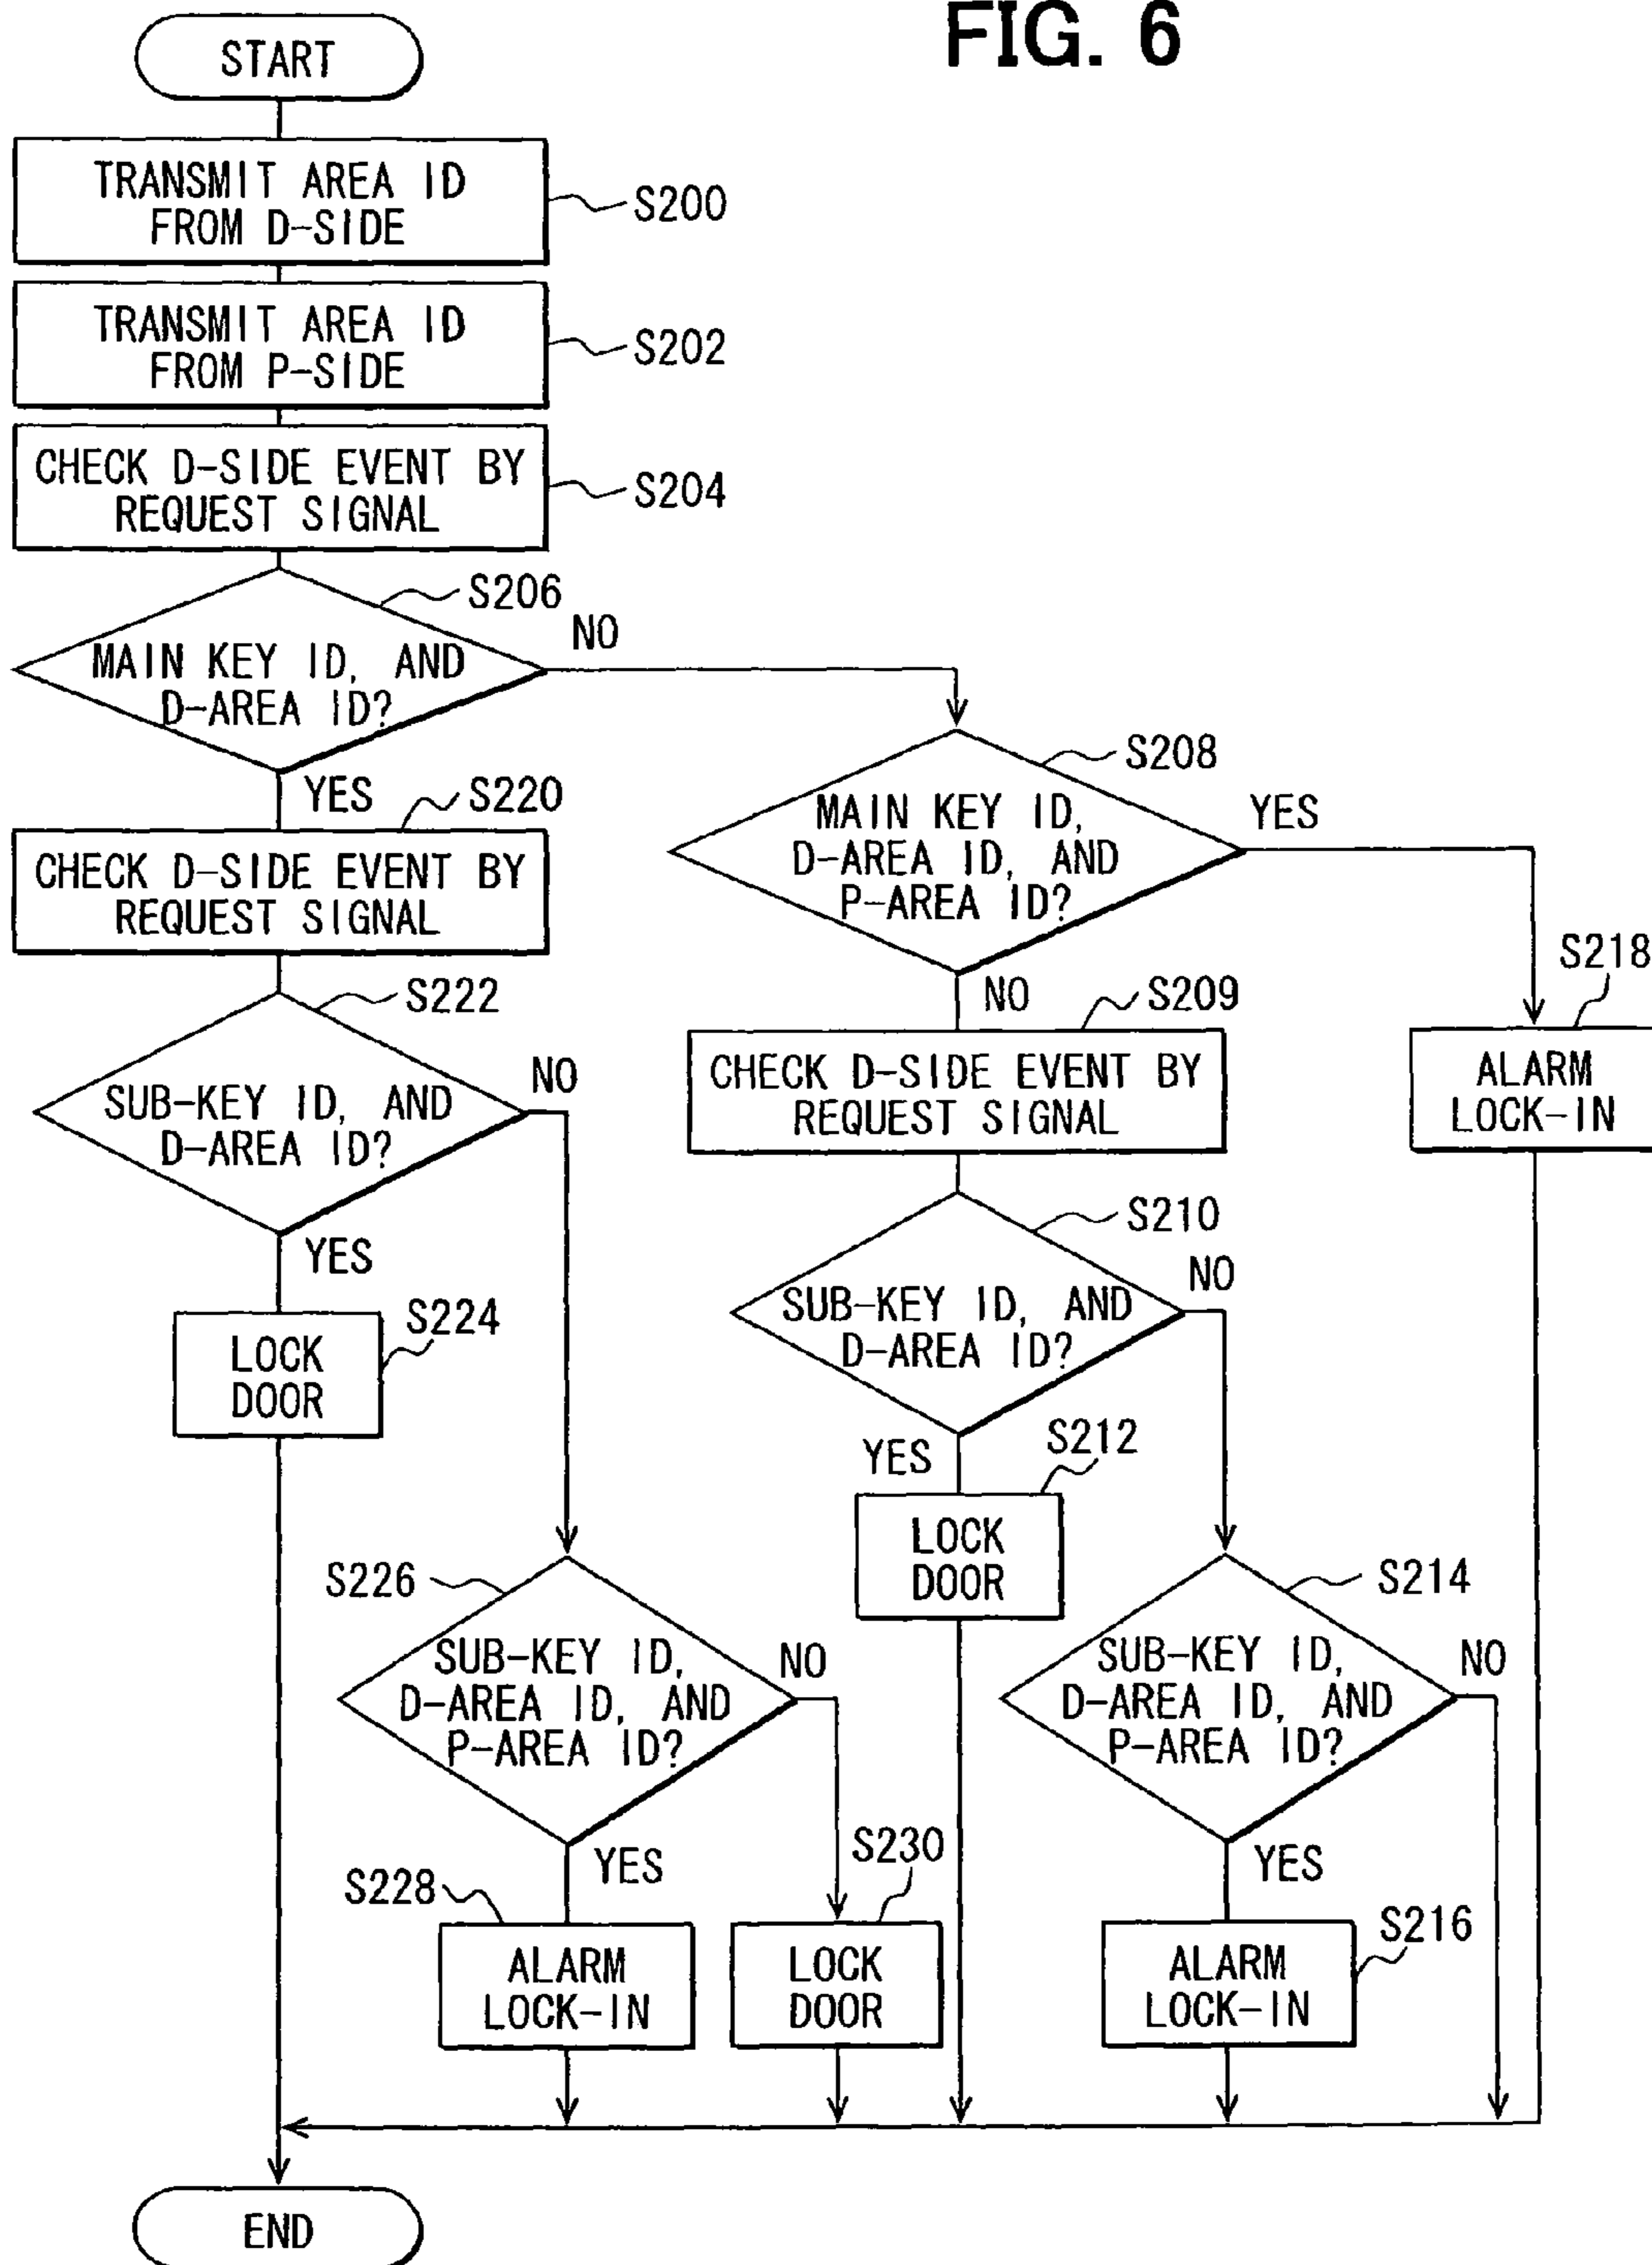 FIG. 6
START
TRANSMIT AREA ID
FROM D-SIDE
S200
TRANSMIT AREA ID
FROM P-SIDE
S202
CHECK D-SIDE EVENT BY
REQUEST SIGNAL
S204
S206
MAIN KEY ID, AND
D-AREA ID?
NO
YES
S220
CHECK D-SIDE EVENT BY
REQUEST SIGNAL
S208
MAIN KEY ID,
D-AREA ID, AND
P-AREA ID?
YES
NO
S218
ALARM
LOCK-IN
S222
SUB-KEY ID, AND
D-AREA ID?
NO
YES
S209
CHECK D-SIDE EVENT BY
REQUEST SIGNAL
S210
SUB-KEY ID, AND
D-AREA ID?
NO
YES
S224
LOCK
DOOR
S212
LOCK
DOOR
S226
SUB-KEY ID,
D-AREA ID, AND
P-AREA ID?
NO
YES
S214
SUB-KEY ID,
D-AREA ID, AND
P-AREA ID?
NO
YES
S228
ALARM
LOCK-IN
S230
LOCK
DOOR
S216
ALARM
LOCK-IN
END